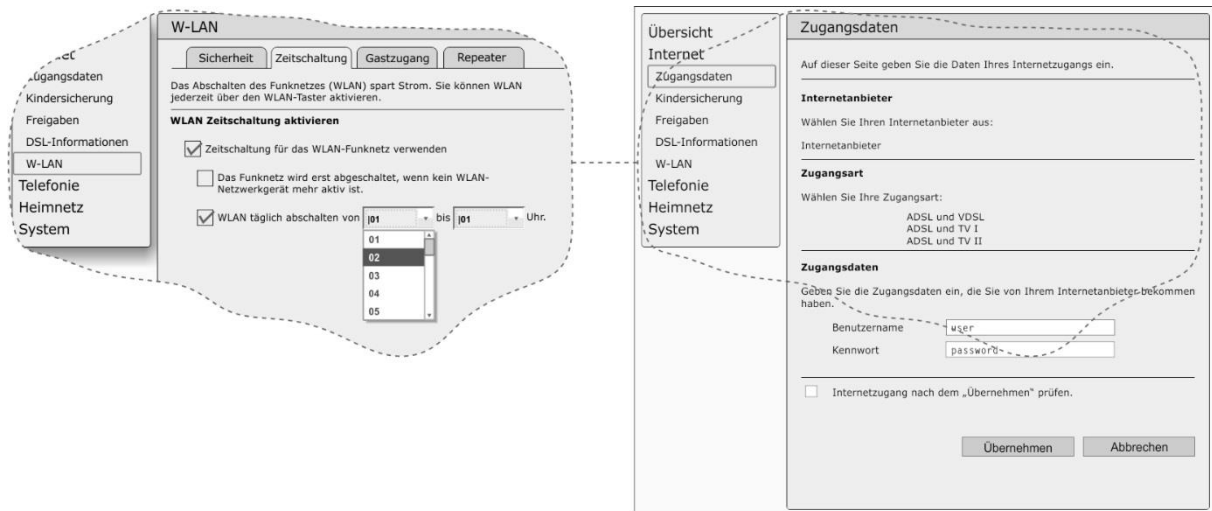 W-LAN
Sicherheit Zeitschaltung Gastzugang Repeater
Das Abschalten des Funknetzes (WLAN) spart Strom. Sie können WLAN
jederzeit über den WLAN-Taster aktivieren.
WLAN Zeitschaltung aktivieren
Zeitschaltung für das WLAN-Funknetz verwenden
Das Funknetz wird erst abgeschaltet, wenn kein WLAN-
Netzwerkgerät mehr aktiv ist.
WLAN täglich abschalten von 01 bis 01 Uhr.
01
02
03
04
05
Kindersicherung
Freigaben
DSL-Informationen
W-LAN
Telefonie
Heimnetz
System
Übersicht
Internet
Zugangsdaten
Kindersicherung
Freigaben
DSL-Informationen
W-LAN
Telefonie
Heimnetz
System
Zugangsdaten
Auf dieser Seite geben Sie die Daten Ihres Internetzugangs ein.
Internetanbieter
Wählen Sie Ihren Internetanbieter aus:
Internetanbieter
Zugangsart
Wählen Sie Ihre Zugangsart:
ADSL und VDSL
ADSL und TV I
ADSL und TV II
Zugangsdaten
Geben Sie die Zugangsdaten ein, die Sie von Ihrem Internetanbieter bekommen
haben.
Benutzername user
Kennwort password
Internetzugang nach dem „Übernehmen“ prüfen.
Übernehmen Abbrechen